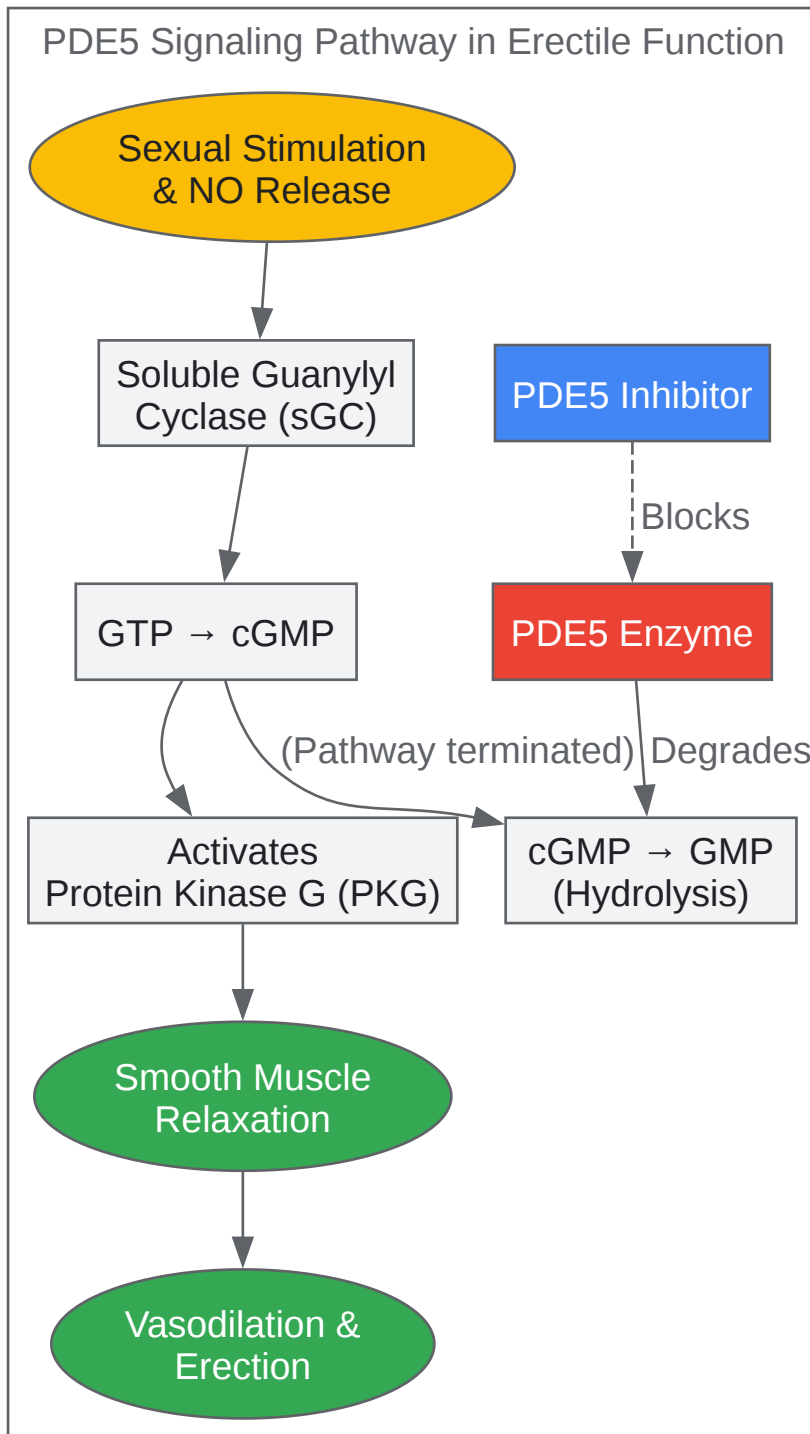 PDE5 Signaling Pathway in Erectile Function
Sexual Stimulation
& NO Release
Soluble Guanylyl
Cyclase (sGC)
PDE5 Inhibitor
Blocks
GTP → cGMP
PDE5 Enzyme
(Pathway terminated)
Degrades
Activates
Protein Kinase G (PKG)
cGMP → GMP
(Hydrolysis)
Smooth Muscle
Relaxation
Vasodilation &
Erection